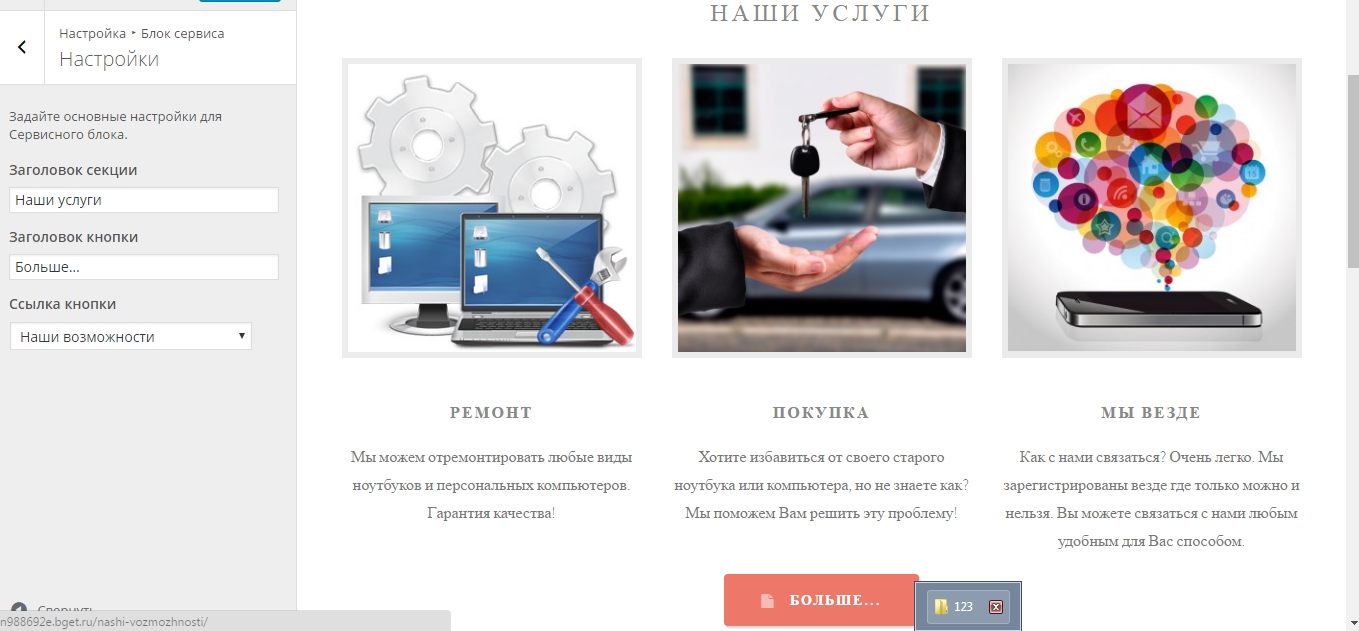 Настройка ‣ Блок сервиса
Настройки
Задайте основные настройки для
Сервисного блока.
Заголовок секции
Наши услуги
Заголовок кнопки
Больше...
Ссылка кнопки
Наши возможности
Свернуть
n988692e.bget.ru/nashi-vozmozhnosti/
НАШИ УСЛУГИ
РЕМОНТ
Мы можем отремонтировать любые виды
ноутбуков и персональных компьютеров.
Гарантия качества!
ПОКУПКА
Хотите избавиться от своего старого
ноутбука или компьютера, но не знаете как?
Мы поможем Вам решить эту проблему!
МЫ ВЕЗДЕ
Как с нами связаться? Очень легко. Мы
зарегистрированы везде где только можно и
нельзя. Вы можете связаться с нами любым
удобным для Вас способом.
БОЛЬШЕ...
123